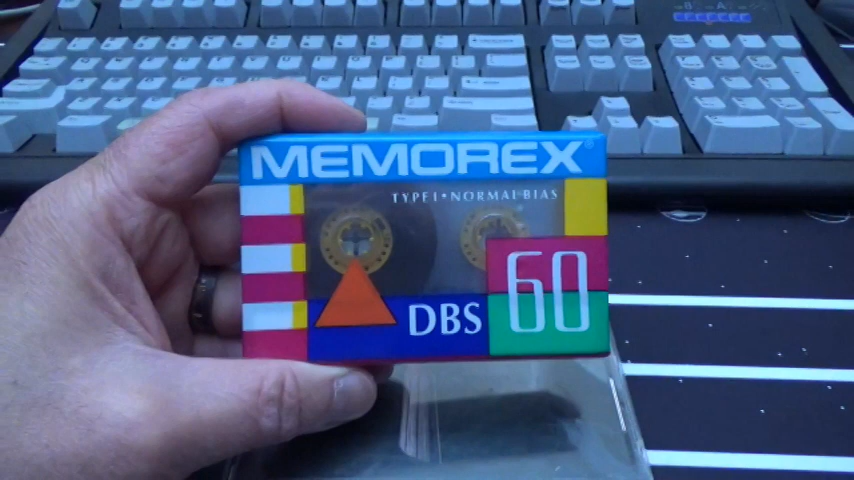 MEMOREX®
TYPE I • NORMAL BIAS
DBS
60